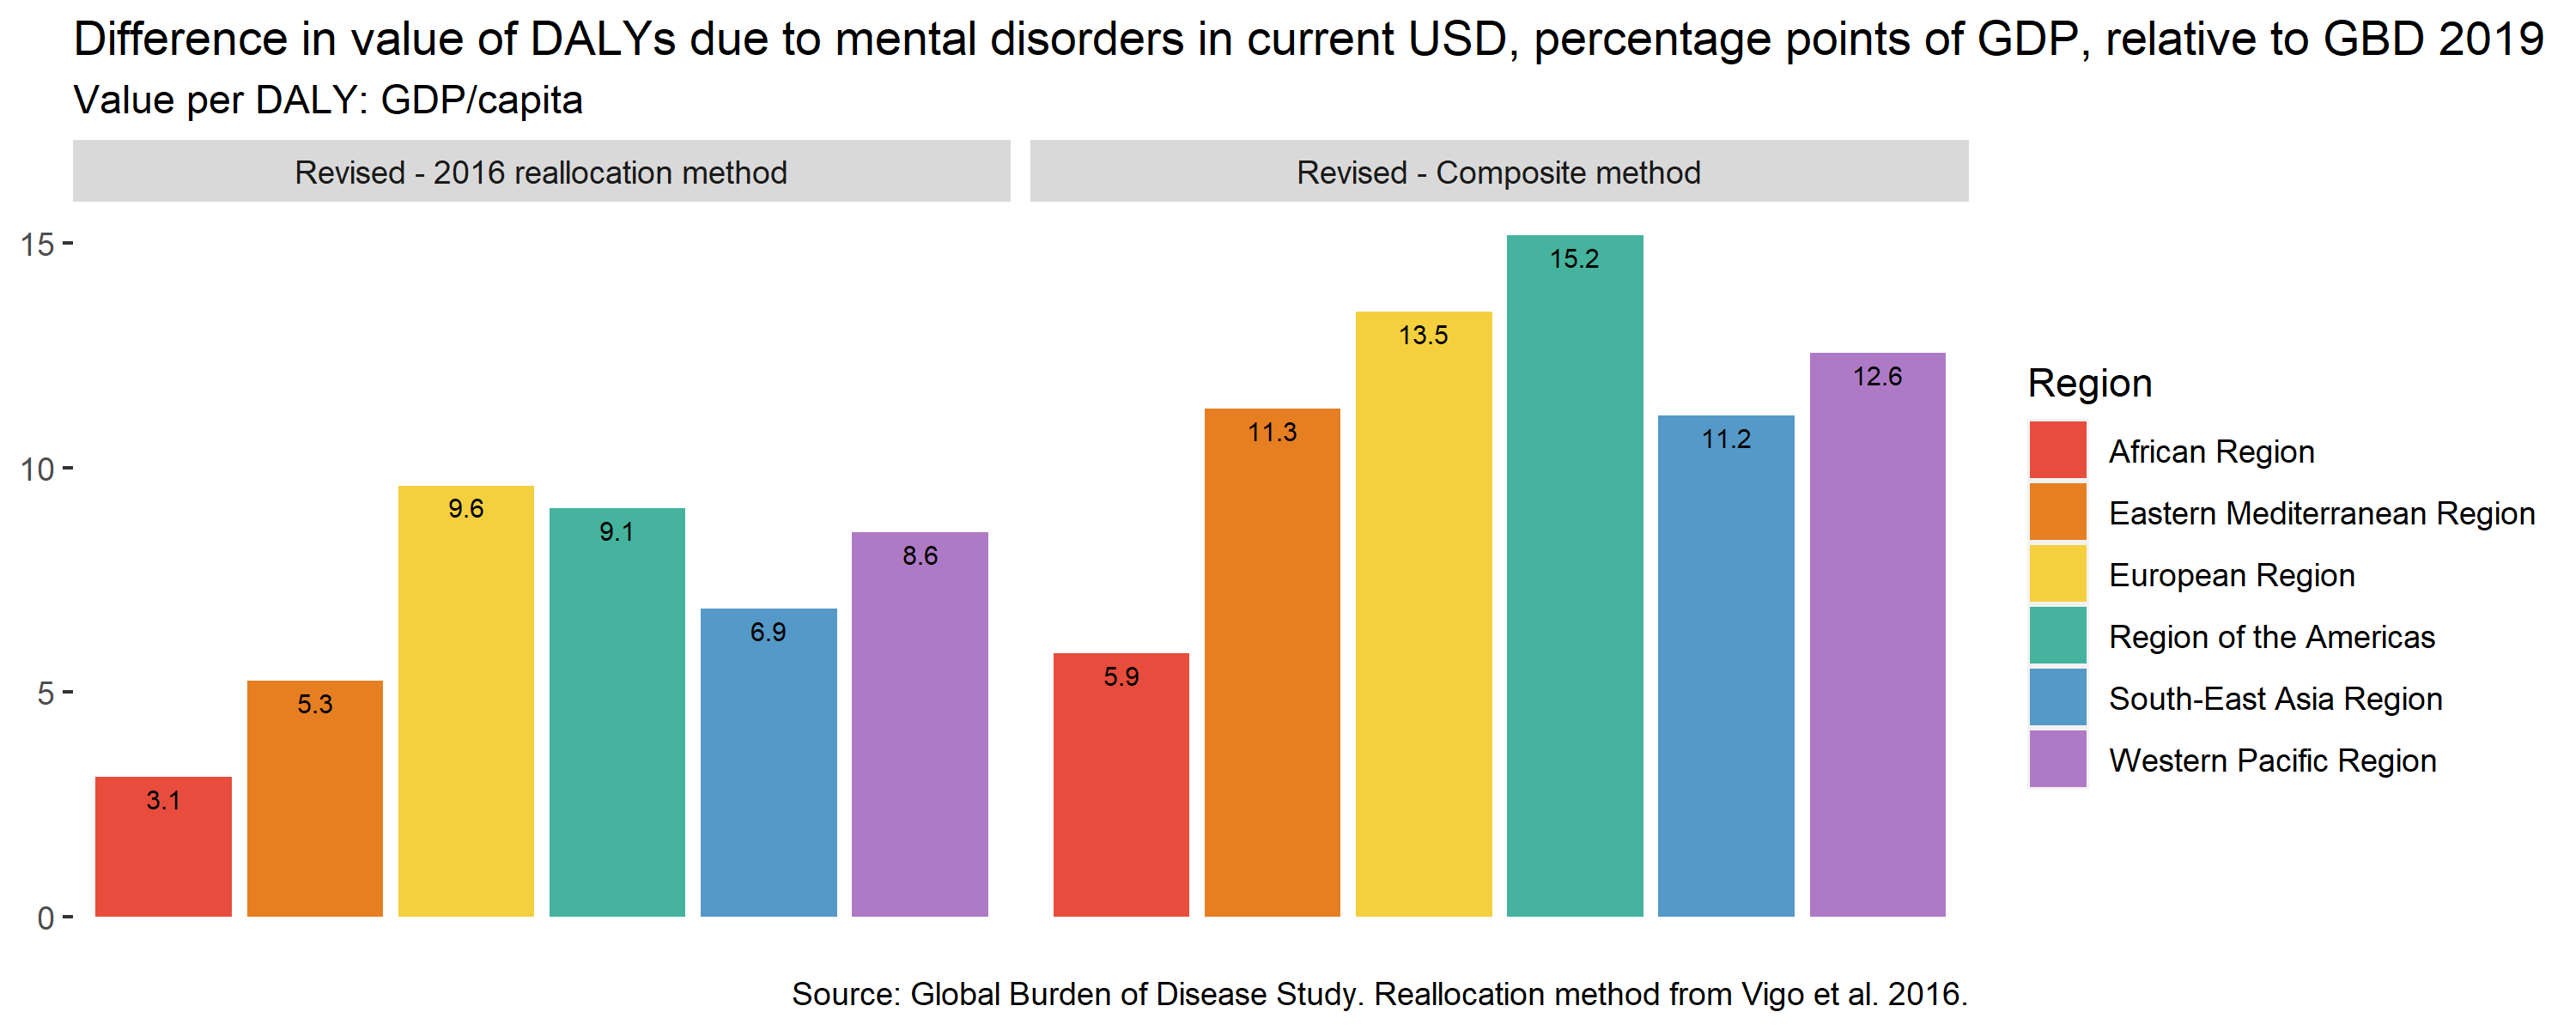 Difference in value of DALYs due to mental disorders in current USD, percentage points of GDP, relative to GBD 2019
Value per DALY: GDP/capita
Revised - 2016 reallocation method
Revised - Composite method
15
10
5
0
3.1
5.3
9.6
9.1
6.9
8.6
5.9
11.3
13.5
15.2
11.2
12.6
Region
African Region
Eastern Mediterranean Region
European Region
Region of the Americas
South-East Asia Region
Western Pacific Region
Source: Global Burden of Disease Study. Reallocation method from Vigo et al. 2016.